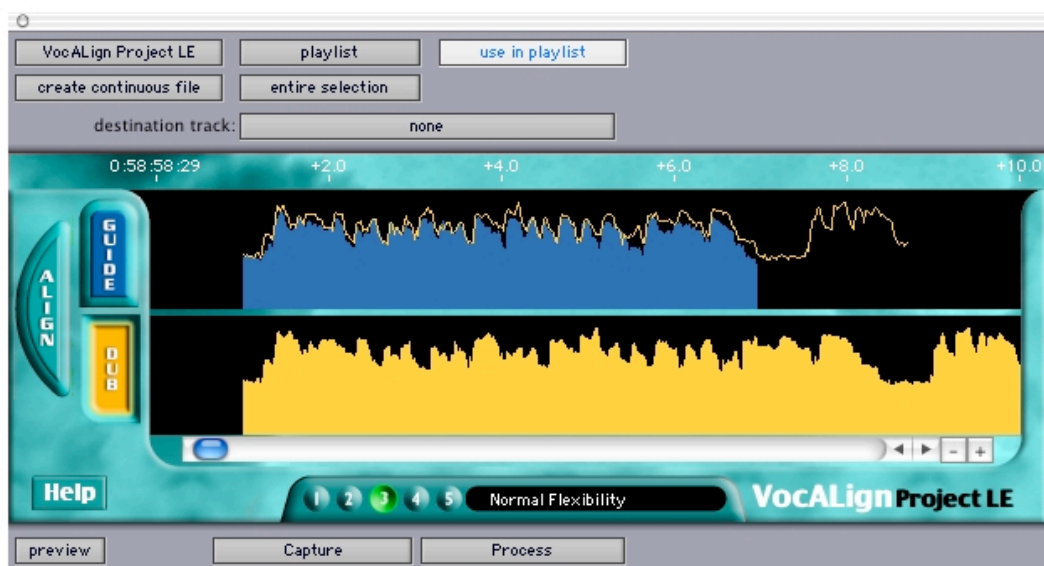 VocALign Project LE playlist use in playlist
create continuous file entire selection
destination track: none
0:58:58:29 +2.0 +4.0 +6.0 +8.0 +10.0
GUIDE
ALIGN
DUB
- +
Help 1 2 3 4 5 Normal Flexibility VocALign Project LE
preview Capture Process